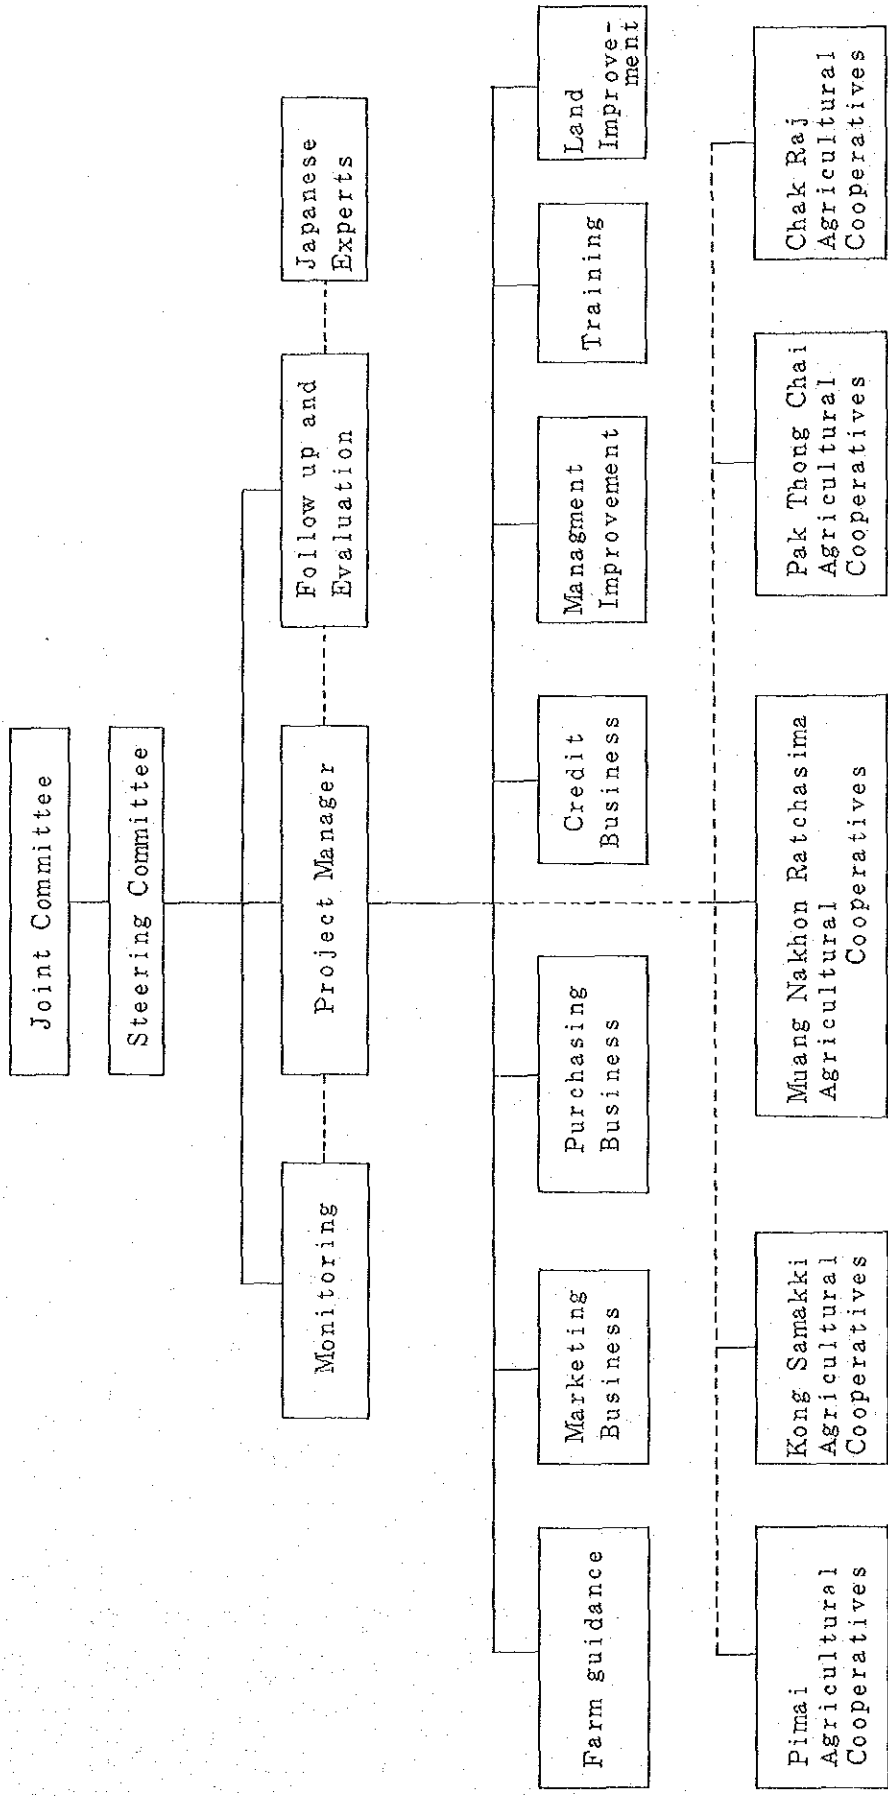 Joint Committee
Steering Committee
Monitoring
Project Manager
Follow up and
Evaluation
Japanese
Experts
Farm guidance
Marketing
Business
Purchasing
Business
Credit
Business
Managment
Improvement
Training
Land
Improve-
ment
Pimai
Agricultural
Cooperatives
Kong Samakki
Agricultural
Cooperatives
Muang Nakhon Ratchasima
Agricultural
Cooperatives
Pak Thong Chai
Agricultural
Cooperatives
Chak Raj
Agricultural
Cooperatives